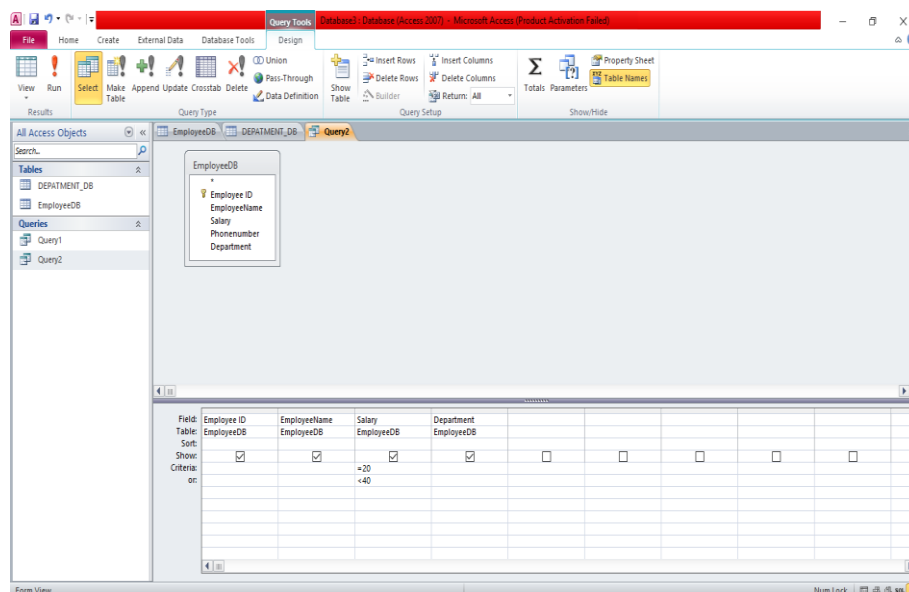 A Query Tools Database3 : Database (Access 2007) - Microsoft Access (Product Activation Failed)
File Home Create External Data Database Tools Design
View Run Select Make Table Append Update Crosstab Delete
Union
Pass-Through
Data Definition
Show Table
Insert Rows
Delete Rows
Builder
Insert Columns
Delete Columns
Return: All
Totals Parameters
Property Sheet
Table Names
Results Query Type Query Setup Show/Hide
All Access Objects
Search..
Tables
DEPATMENT_DB
EmployeeDB
Queries
Query1
Query2
EmployeeDB DEPATMENT_DB Query2
EmployeeDB
*
Employee ID
EmployeeName
Salary
Phonenumber
Department
Field: Employee ID EmployeeName Salary Department
Table: EmployeeDB EmployeeDB EmployeeDB EmployeeDB
Sort:
Show:
Criteria: =20
or: <40
Form View Num Lock SQL